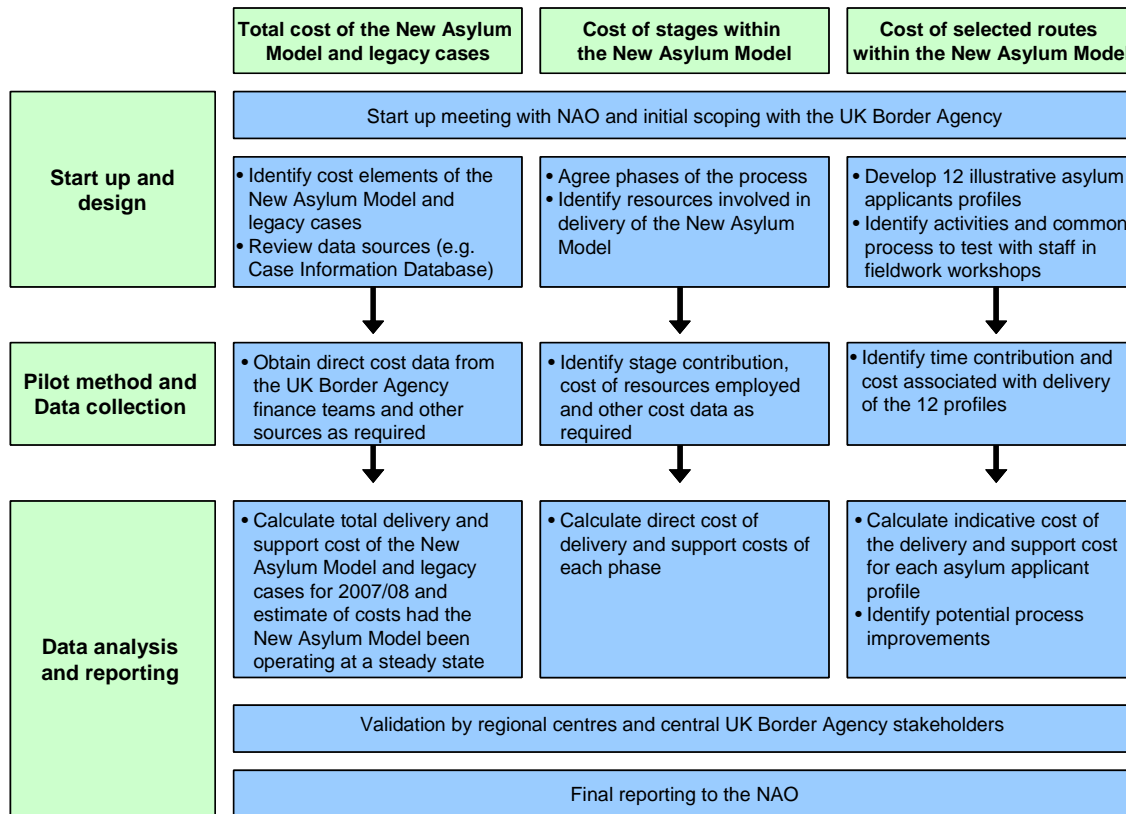 Total cost of the New Asylum
Model and legacy cases
Cost of stages within
the New Asylum Model
Cost of selected routes
within the New Asylum Model
Start up and
design
Start up meeting with NAO and initial scoping with the UK Border Agency
• Identify cost elements of the
New Asylum Model and
legacy cases
• Review data sources (e.g.
Case Information Database)
• Agree phases of the process
• Identify resources involved in
delivery of the New Asylum
Model
• Develop 12 illustrative asylum
applicants profiles
• Identify activities and common
process to test with staff in
fieldwork workshops
Pilot method and
Data collection
• Obtain direct cost data from
the UK Border Agency
finance teams and other
sources as required
• Identify stage contribution,
cost of resources employed
and other cost data as
required
• Identify time contribution and
cost associated with delivery
of the 12 profiles
Data analysis
and reporting
• Calculate total delivery and
support cost of the New
Asylum Model and legacy
cases for 2007/08 and
estimate of costs had the
New Asylum Model been
operating at a steady state
• Calculate direct cost of
delivery and support costs of
each phase
• Calculate indicative cost of
the delivery and support cost
for each asylum applicant
profile
• Identify potential process
improvements
Validation by regional centres and central UK Border Agency stakeholders
Final reporting to the NAO